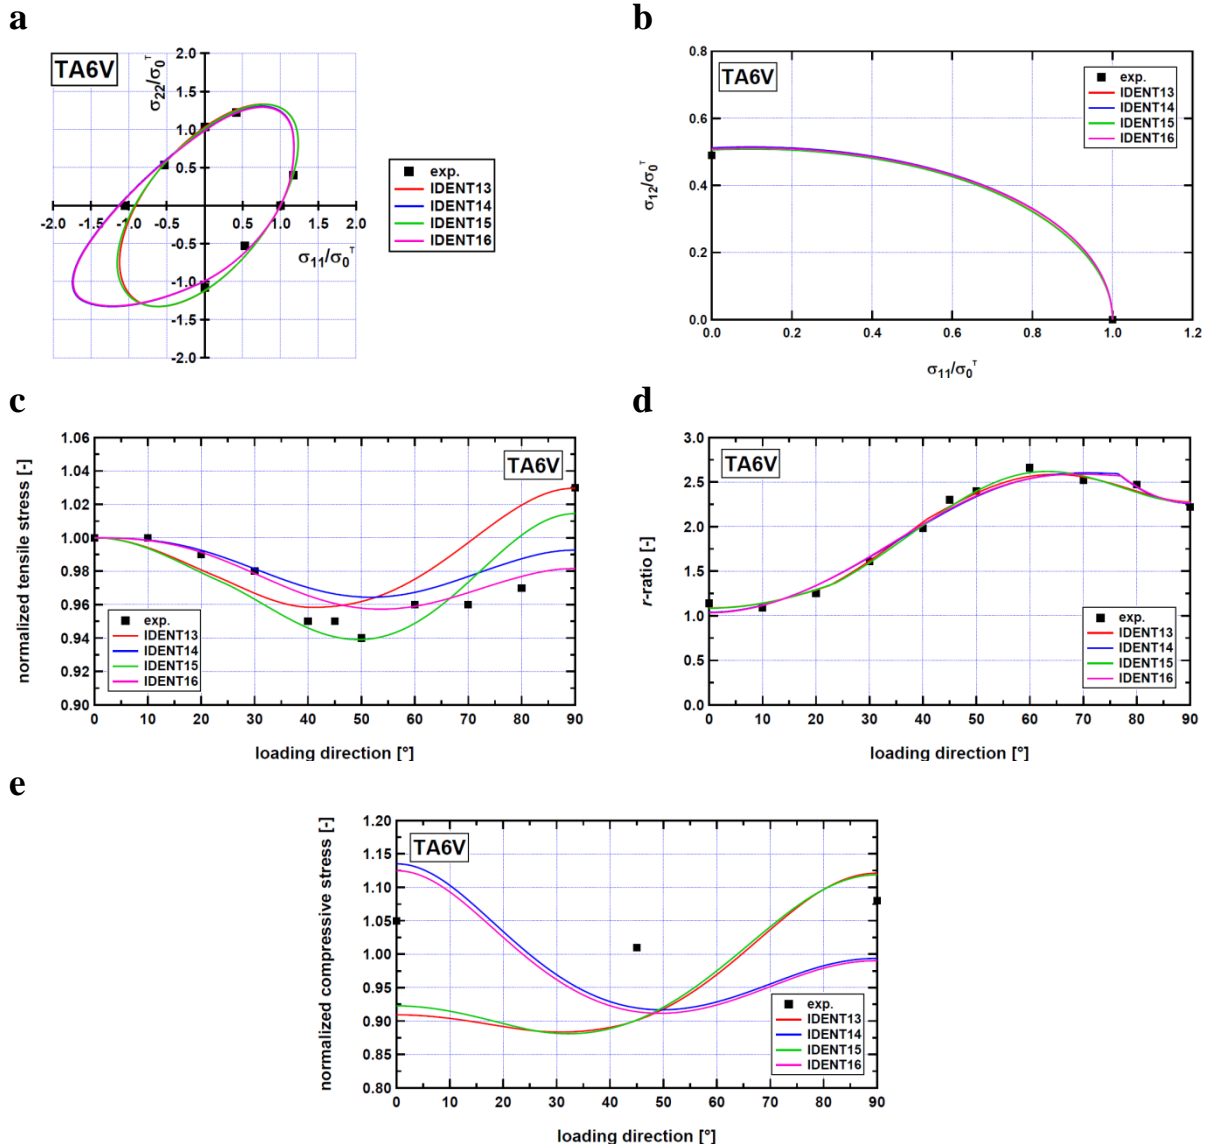 a
TA6V
σ22/σ0T
2.0
1.5
1.0
0.5
-2.0 -1.5 -1.0 -0.5 0.5 1.0 1.5 2.0
-0.5
σ11/σ0T
-1.0
-1.5
-2.0
exp.
IDENT13
IDENT14
IDENT15
IDENT16
b
TA6V
σ12/σ0T
0.8
0.6
0.4
0.2
0.0
0.0 0.2 0.4 0.6 0.8 1.0 1.2
σ11/σ0T
exp.
IDENT13
IDENT14
IDENT15
IDENT16
c
TA6V
normalized tensile stress [-]
1.06
1.04
1.02
1.00
0.98
0.96
0.94
0.92
0.90
0 10 20 30 40 50 60 70 80 90
loading direction [°]
exp.
IDENT13
IDENT14
IDENT15
IDENT16
d
TA6V
r-ratio [-]
3.0
2.5
2.0
1.5
1.0
0.5
0.0
0 10 20 30 40 50 60 70 80 90
loading direction [°]
exp.
IDENT13
IDENT14
IDENT15
IDENT16
e
TA6V
normalized compressive stress [-]
1.20
1.15
1.10
1.05
1.00
0.95
0.90
0.85
0.80
0 10 20 30 40 50 60 70 80 90
loading direction [°]
exp.
IDENT13
IDENT14
IDENT15
IDENT16